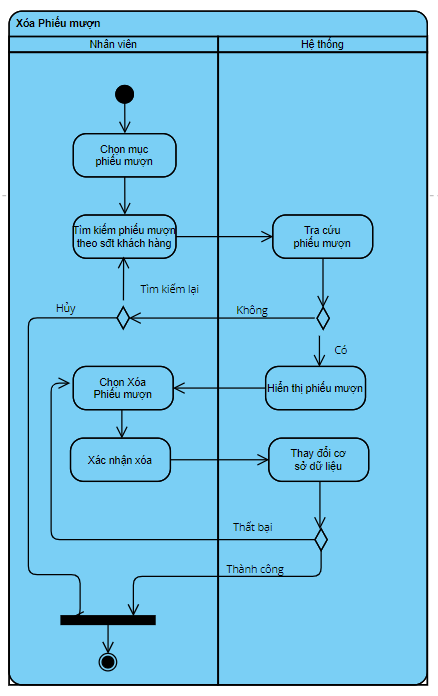 Xóa Phiếu mượn
Nhân viên
Hệ thống
Chọn mục
phiếu mượn
Tìm kiếm phiếu mượn
theo sđt khách hàng
Tra cứu
phiếu mượn
Tìm kiếm lại
Hủy
Không
Có
Chọn Xóa
Phiếu mượn
Hiển thị phiếu mượn
Xác nhận xóa
Thay đổi cơ
sở dữ liệu
Thất bại
Thành công